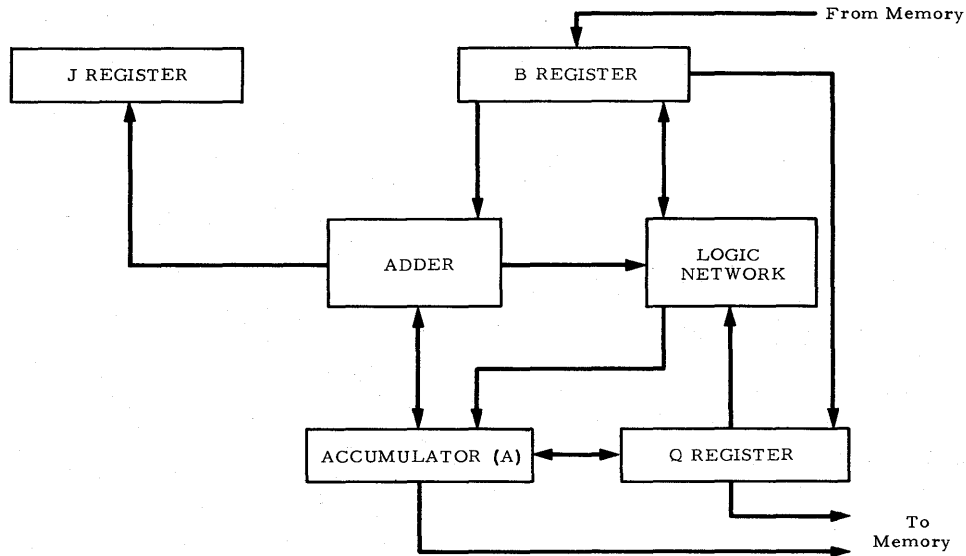 From Memory
J REGISTER
B REGISTER
ADDER
LOGIC
NETWORK
ACCUMULATOR (A)
Q REGISTER
To
Memory